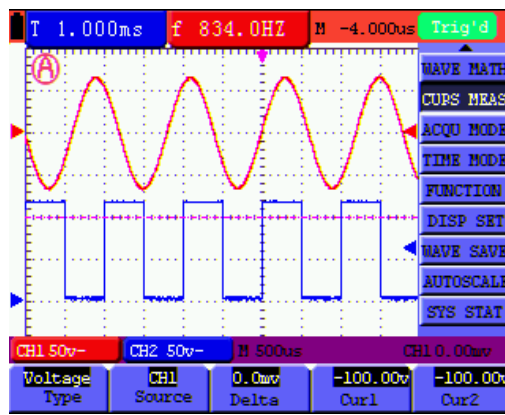 T 1.000ms f 834.0HZ M -4.000us Trig'd
A
WAVE MATH
CURS MEAS
ACQU MODE
TIME MODE
FUNCTION
DISP SET
WAVE SAVE
AUTOSCALE
SYS STAT
CH1 50v- CH2 50v- M 500us CH1 0.00mv
Voltage CH1 0.0mv -100.00v -100.00v
Type Source Delta Cur1 Cur2